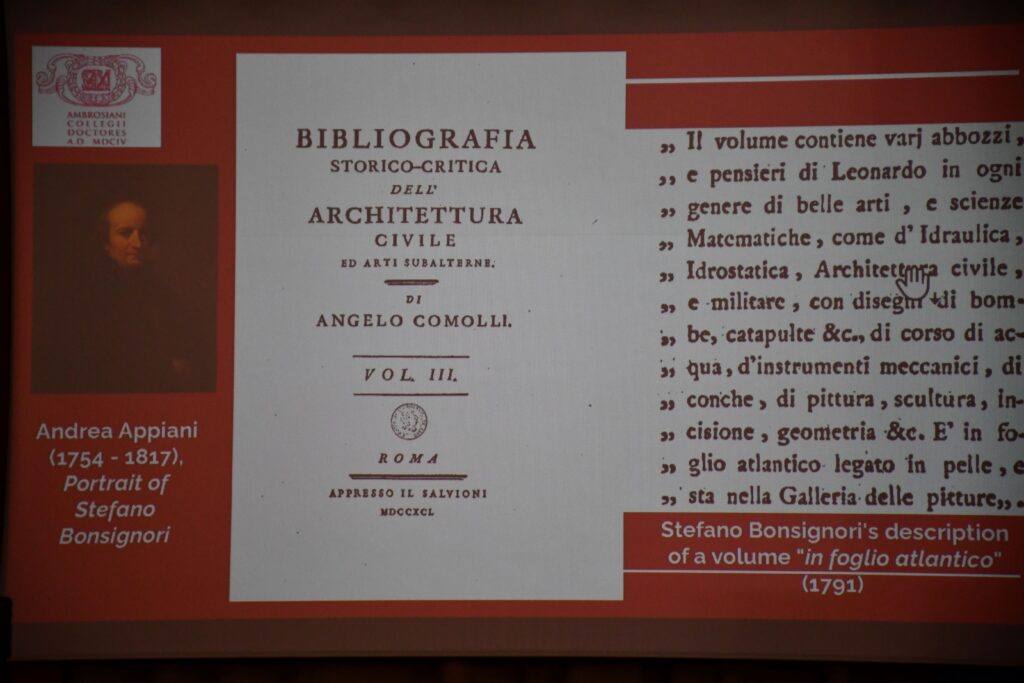 AMBROSIANI
COLLEGII
DOCTORES
A.D. MDCIV
Andrea Appiani
(1754 - 1817),
Portrait of
Stefano
Bonsignori
BIBLIOGRAFIA
STORICO-CRITICA
DELL'
ARCHITETTURA
CIVILE
ED ARTI SUBALTERNE.
DI
ANGELO COMOLLI.
VOL. III.
ROMA
APPRESSO IL SALVIONI
MDCCXCI.
„ Il volume contiene varj abbozzi,
„ e pensieri di Leonardo in ogni
„ genere di belle arti, e scienze
„ Matematiche, come d' Idraulica,
„ Idrostatica, Architettura civile,
„ e militare, con disegni di bom-
„ be, catapulte &c., di corso di ac-
„ qua, d'instrumenti meccanici, di
„ conche, di pittura, scultura, in-
„ cisione, geometria &c. E' in fo-
„ glio atlantico legato in pelle, e
„ sta nella Galleria delle pitture„.
Stefano Bonsignori's description
of a volume "in foglio atlantico"
(1791)